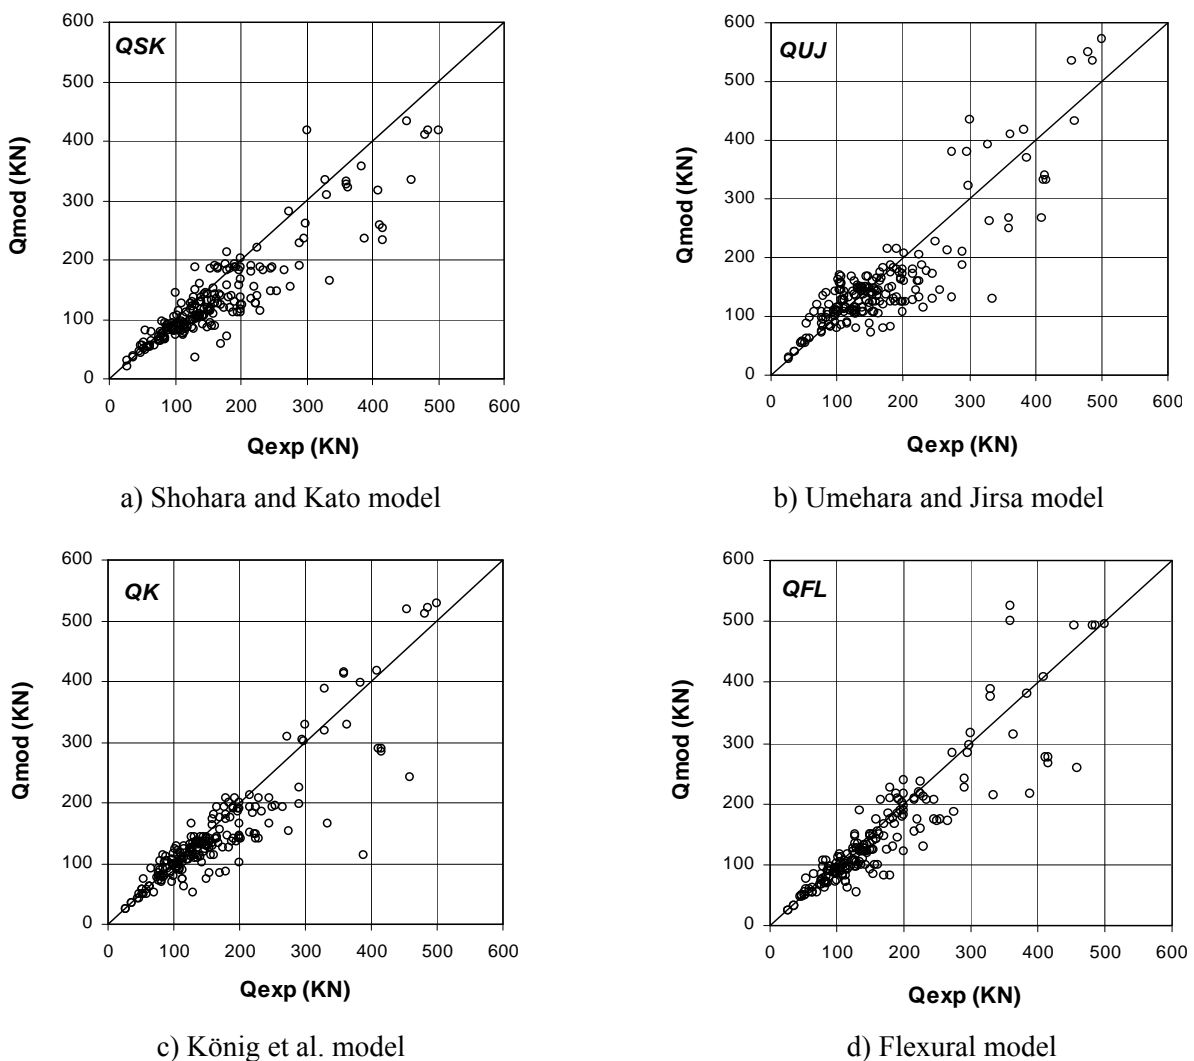 600
500
400
300
200
100
0
QSK
Qmod (KN)
0 100 200 300 400 500 600
Qexp (KN)
a) Shohara and Kato model
600
500
400
300
200
100
0
QUJ
Qmod (KN)
0 100 200 300 400 500 600
Qexp (KN)
b) Umehara and Jirsa model
600
500
400
300
200
100
0
QK
Qmod (KN)
0 100 200 300 400 500 600
Qexp (KN)
c) König et al. model
600
500
400
300
200
100
0
QFL
Qmod (KN)
0 100 200 300 400 500 600
Qexp (KN)
d) Flexural model